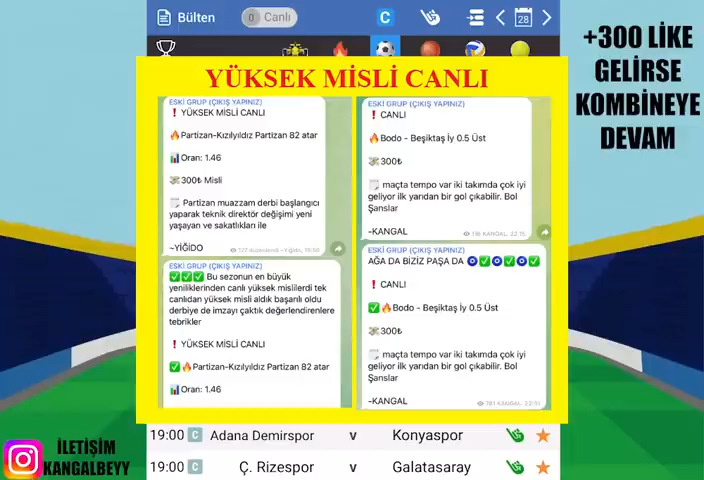 Bülten
0 Canlı
C
28
+300 LİKE
GELİRSE
KOMBİNEYE
DEVAM
YÜKSEK MİSLİ CANLI
ESKİ GRUP (ÇIKIŞ YAPINIZ)
❗ YÜKSEK MİSLİ CANLI
🔥Partizan-Kızılyıldız Partizan 82 atar
📊 Oran: 1.46
💸300₺ Misli
🗒 Partizan muazzam derbi başlangıcı
yaparak teknik direktör değişimi yeni
yaşayan ve sakatlıkları ile
~YİĞİDO
ESKİ GRUP (ÇIKIŞ YAPINIZ)
✅✅✅ Bu sezonun en büyük
yeniliklerinden canlı yüksek mislilerdi tek
canlıdan yüksek misli aldık başarılı oldu
derbiye de imzayı çaktık değerlendirenlere
tebrikler
❗ YÜKSEK MİSLİ CANLI
✅🔥Partizan-Kızılyıldız Partizan 82 atar
📊 Oran: 1.46
ESKİ GRUP (ÇIKIŞ YAPINIZ)
❗ CANLI
🔥Bodo - Beşiktaş İy 0.5 Üst
💸300₺
🗒 maçta tempo var iki takımda çok iyi
geliyor ilk yarıdan bir gol çıkabilir. Bol
Şanslar
~KANGAL
716 KANGAL, 22:15
ESKİ GRUP (ÇIKIŞ YAPINIZ)
AĞA DA BİZİZ PAŞA DA 🧿✅🧿✅🧿✅
❗ CANLI
✅🔥Bodo - Beşiktaş İy 0.5 Üst
💸300₺
🗒 maçta tempo var iki takımda çok iyi
geliyor ilk yarıdan bir gol çıkabilir. Bol
Şanslar
~KANGAL
781 KANGAL, 22:31
19:00 C Adana Demirspor v Konyaspor
19:00 C Ç. Rizespor v Galatasaray
İLETİŞİM
KANGALBEYY